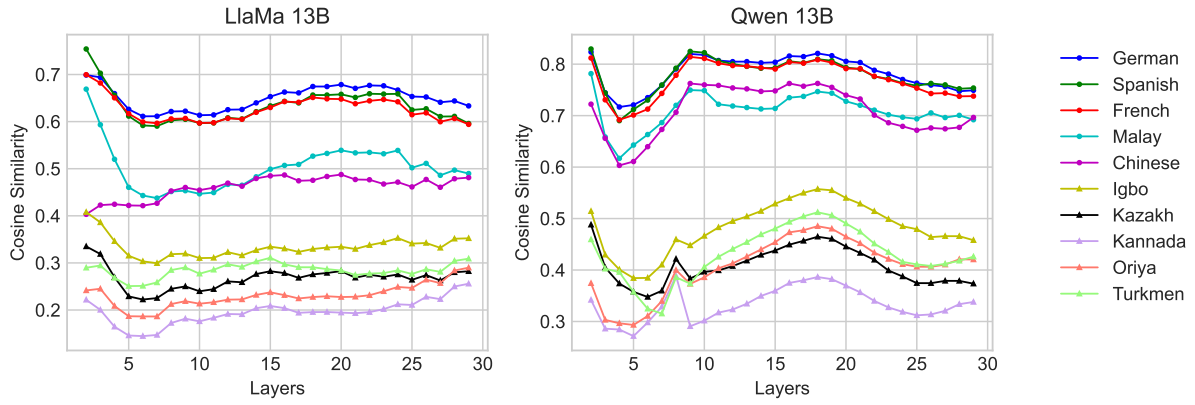 LlaMa 13B
Cosine Similarity
0.7
0.6
0.5
0.4
0.3
0.2
5
10
15
20
25
30
Layers
Qwen 13B
Cosine Similarity
0.8
0.7
0.6
0.5
0.4
0.3
5
10
15
20
25
30
Layers
German
Spanish
French
Malay
Chinese
Igbo
Kazakh
Kannada
Oriya
Turkmen